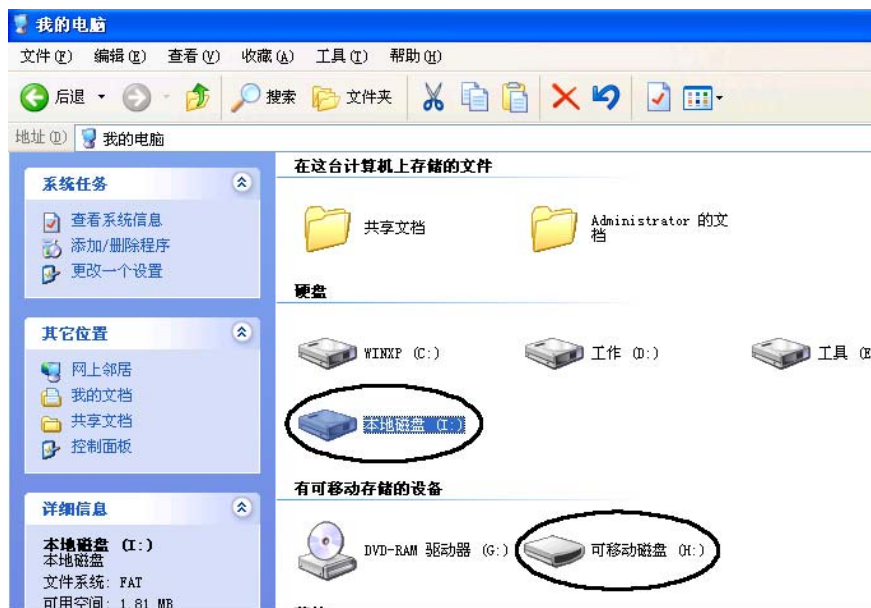 我的电脑
文件(F) 编辑(E) 查看(V) 收藏(A) 工具(T) 帮助(H)
后退 搜索 文件夹
地址(D) 我的电脑
在这台计算机上存储的文件
系统任务
查看系统信息
添加/删除程序
更改一个设置
共享文档
Administrator 的文
档
硬盘
其它位置
网上邻居
我的文档
共享文档
控制面板
WINXP (C:)
工作 (D:)
工具 (E
本地磁盘 (I:)
有可移动存储的设备
详细信息
本地磁盘 (I:)
本地磁盘
文件系统: FAT
可用空间: 1.81 MB
DVD-RAM 驱动器 (G:)
可移动磁盘 (H:)